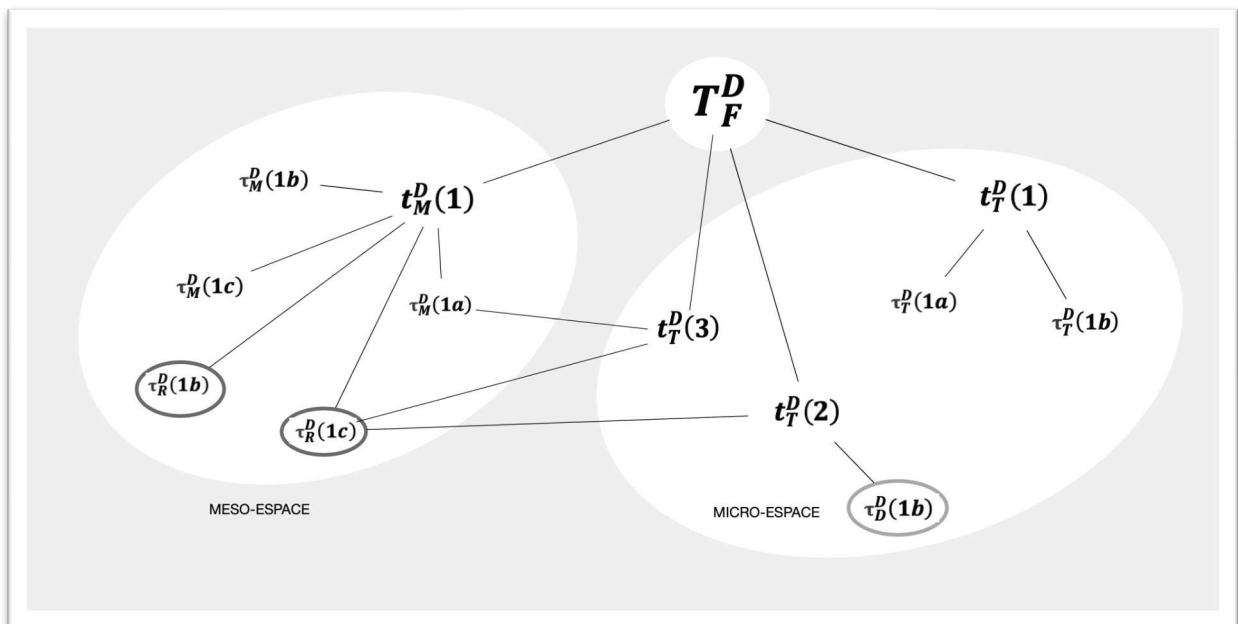 T_F^D
τ_M^D(1b)
t_M^D(1)
t_T^D(1)
τ_M^D(1c)
τ_M^D(1a)
τ_T^D(1a)
t_T^D(3)
τ_T^D(1b)
τ_R^D(1b)
t_T^D(2)
τ_R^D(1c)
MESO-ESPACE
MICRO-ESPACE
τ_D^D(1b)